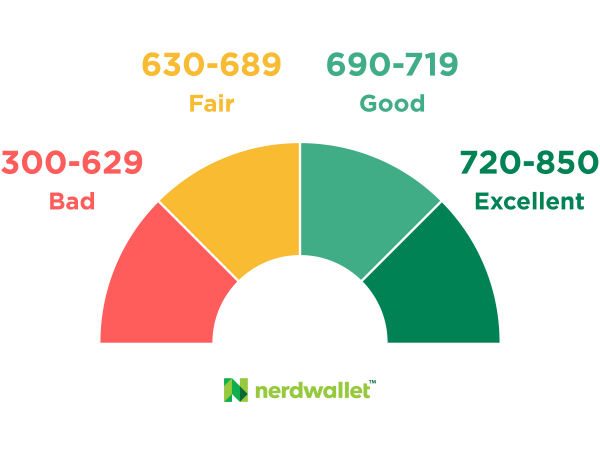 630-689
Fair
690-719
Good
300-629
Bad
720-850
Excellent
nerdwallet™